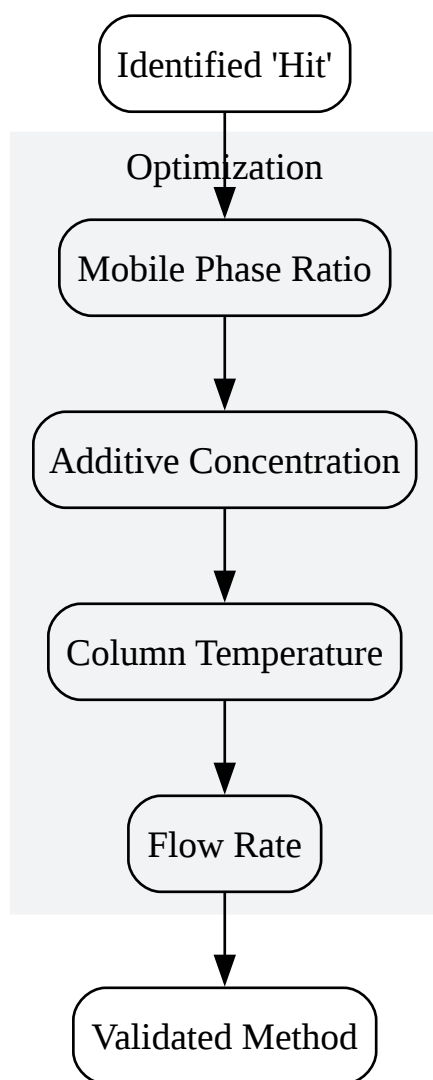 Identified 'Hit'
Optimization
Mobile Phase Ratio
Additive Concentration
Column Temperature
Flow Rate
Validated Method